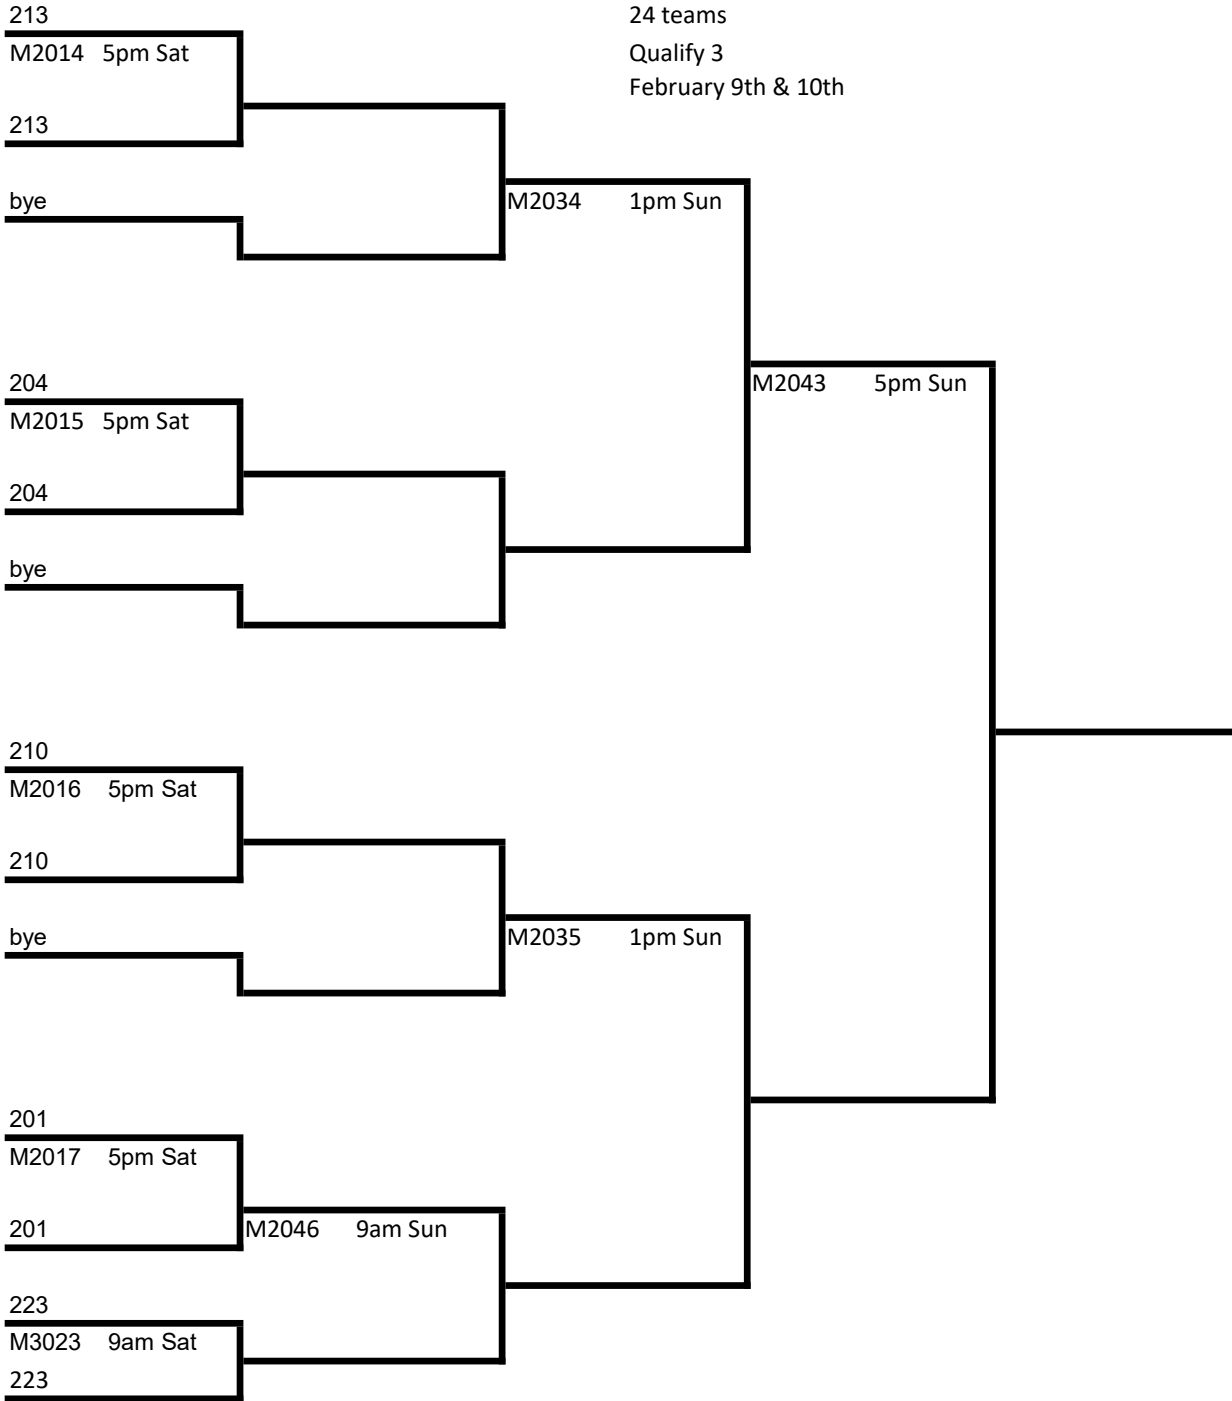 213
24 teams
M2014 5pm Sat
Qualify 3
February 9th & 10th
213
bye
M2034 1pm Sun
204
M2043 5pm Sun
M2015 5pm Sat
204
bye
210
M2016 5pm Sat
210
bye
M2035 1pm Sun
201
M2017 5pm Sat
201
M2046 9am Sun
223
M3023 9am Sat
223